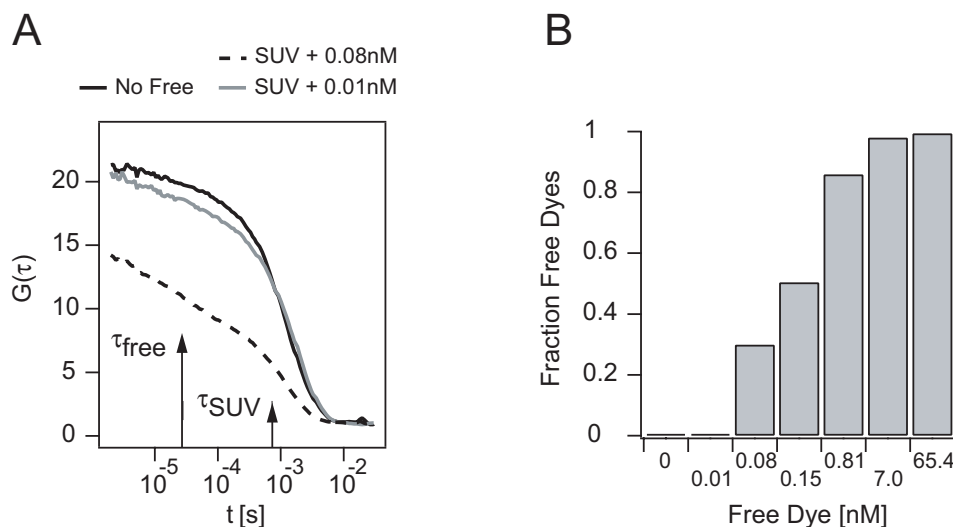 A
SUV + 0.08nM
No Free
SUV + 0.01nM
G(τ)
20
15
10
5
0
τfree
τSUV
10-5
10-4
10-3
10-2
t [s]
B
Fraction Free Dyes
1
0.8
0.6
0.4
0.2
0
0
0.01
0.08
0.15
0.81
7.0
65.4
Free Dye [nM]